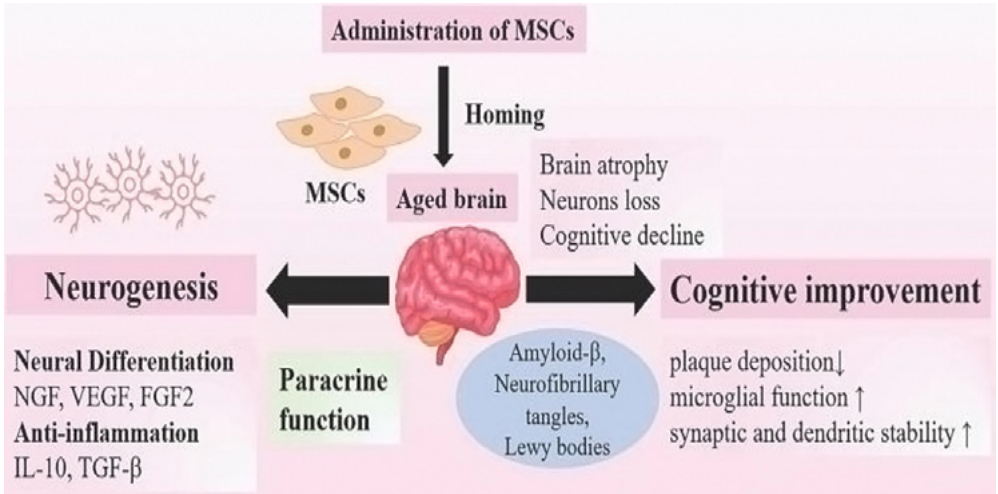 Administration of MSCs
Homing
MSCs
Aged brain
Brain atrophy
Neurons loss
Cognitive decline
Neurogenesis
Cognitive improvement
Neural Differentiation
NGF, VEGF, FGF2
Anti-inflammation
IL-10, TGF-β
Paracrine
function
Amyloid-β,
Neurofibrillary
tangles,
Lewy bodies
plaque deposition↓
microglial function ↑
synaptic and dendritic stability ↑